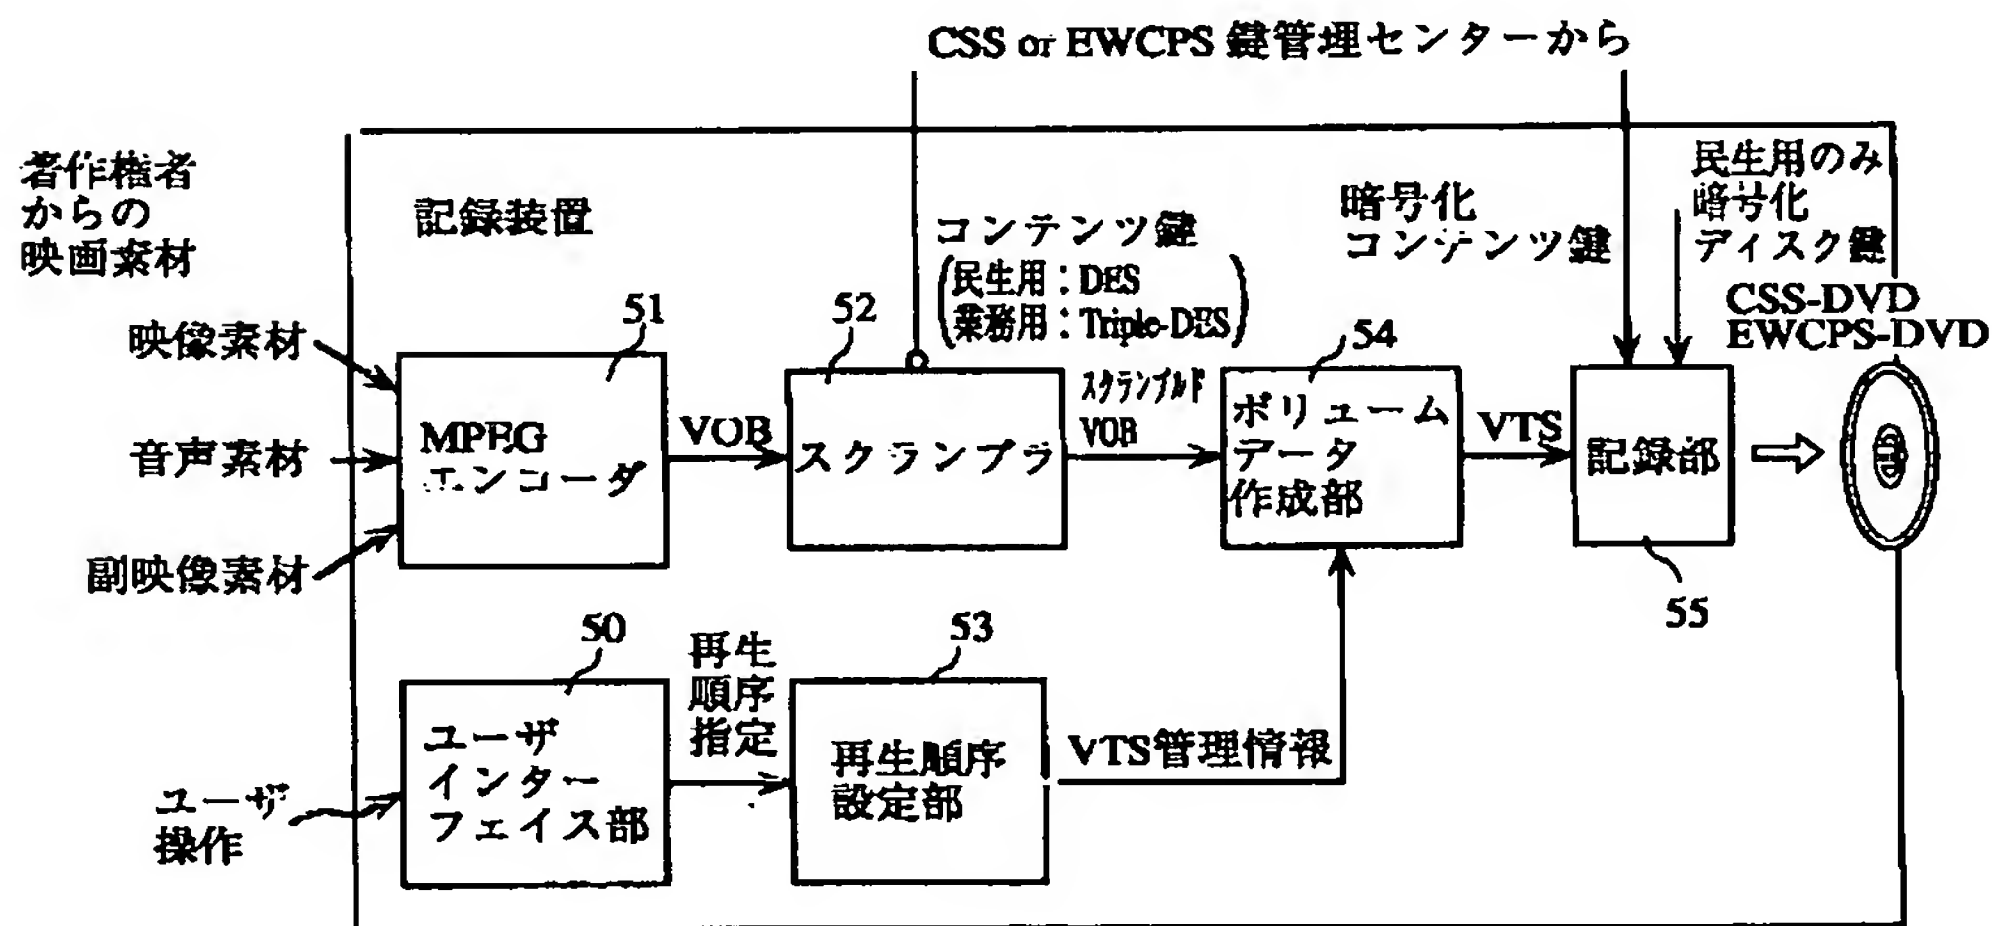 CSS or EWCPS 鍵管理センターから
著作権者
からの
映画素材
記録装置
コンテンツ鍵
(民生用：DES
業務用：Triple-DES)
暗号化
コンテンツ鍵
民生用のみ
暗号化
ディスク鍵
CSS-DVD
EWCPS-DVD
映像素材
音声素材
副映像素材
51
MPEG
エンコーダ
VOB
52
スクランブラ
スクランブルド
VOB
54
ボリューム
データ
作成部
VTS
記録部
55
ユーザ
操作
50
ユーザ
インター
フェイス部
再生
順序
指定
53
再生順序
設定部
VTS管理情報